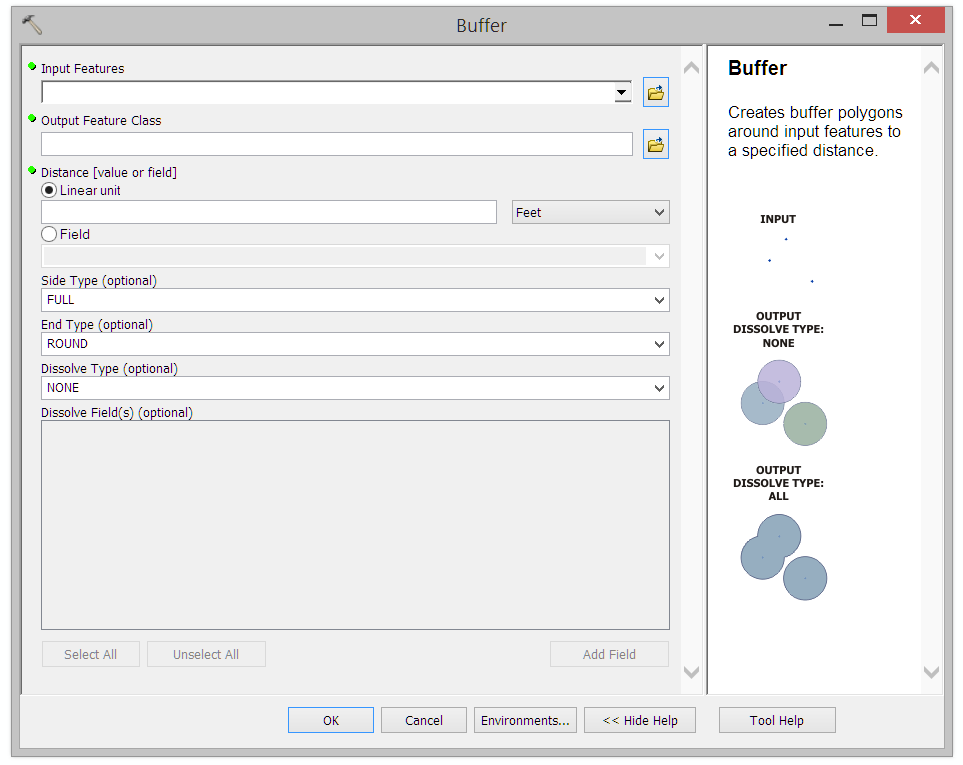 Buffer
Input Features
Output Feature Class
Distance [value or field]
Linear unit
Feet
Field
Side Type (optional)
FULL
End Type (optional)
ROUND
Dissolve Type (optional)
NONE
Dissolve Field(s) (optional)
Select All
Unselect All
Add Field
Buffer
Creates buffer polygons
around input features to
a specified distance.
INPUT
OUTPUT
DISSOLVE TYPE:
NONE
OUTPUT
DISSOLVE TYPE:
ALL
OK
Cancel
Environments...
<< Hide Help
Tool Help